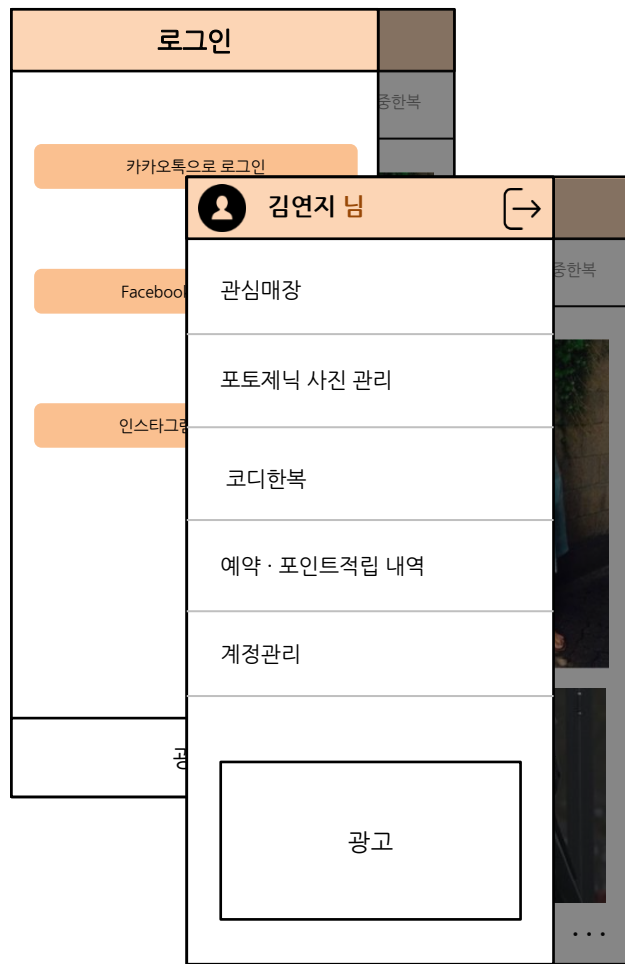 로그인
중한복
카카오톡으로 로그인
Facebook
인스타그램
김연지 님
중한복
관심매장
포토제닉 사진 관리
코디한복
예약 · 포인트적립 내역
계정관리
광고
...